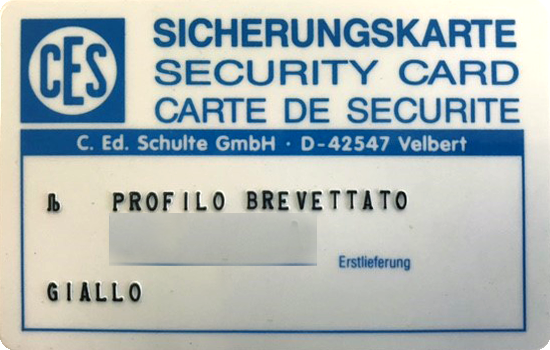 CES
SICHERUNGSKARTE
SECURITY CARD
CARTE DE SECURITE
C. Ed. Schulte GmbH · D-42547 Velbert
PROFILO BREVETTATO
Erstlieferung
GIALLO